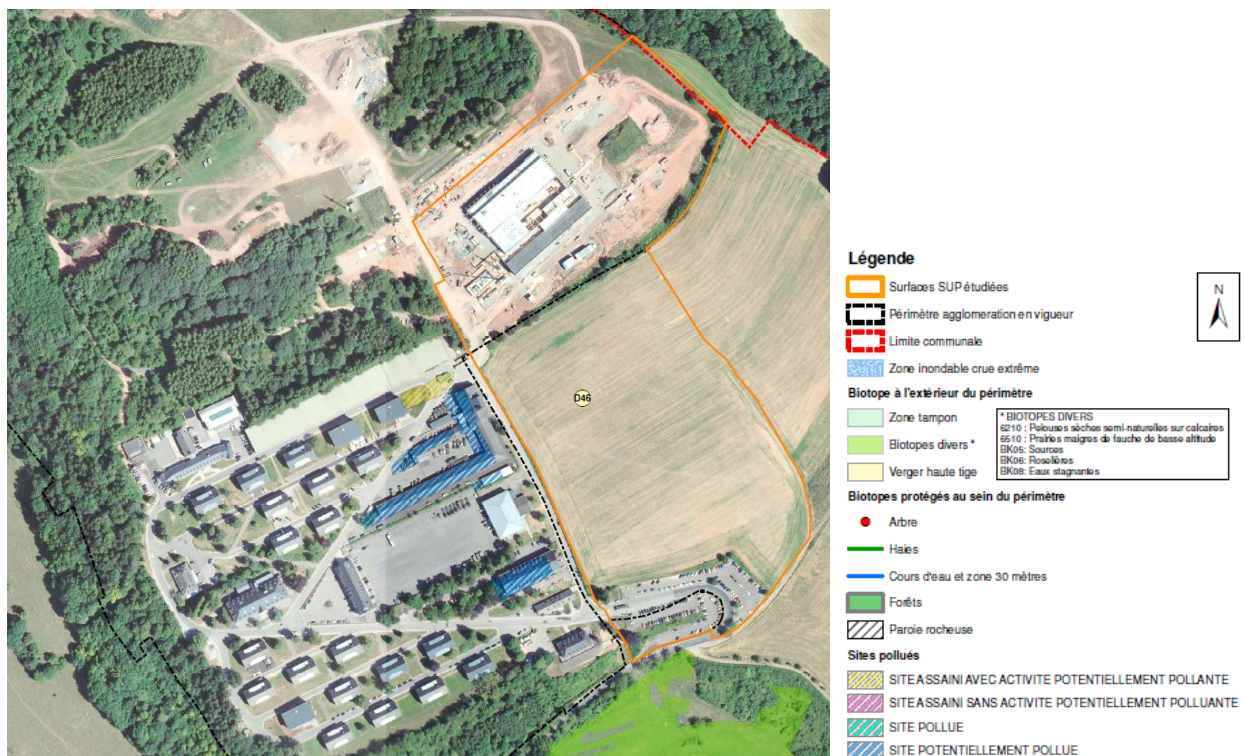 D46
Légende
N
Surfaces SUP étudiées
Périmètre agglomeration en vigueur
Limite communale
Zone inondable crue extrême
Biotope à l'extérieur du périmètre
Zone tampon
Biotopes divers *
Verger haute tige
* BIOTOPES DIVERS
6210 : Pelouses sèches semi-naturelles sur calcaires
6510 : Prairies maigres de fauche de basse altitude
BK05: Sources
BK06: Roselières
BK08: Eaux stagnantes
Biotopes protégés au sein du périmètre
Arbre
Haies
Cours d'eau et zone 30 mètres
Forêts
Paroie rocheuse
Sites pollués
SITE ASSAINI AVEC ACTIVITE POTENTIELLEMENT POLLANTE
SITE ASSAINI SANS ACTIVITE POTENTIELLEMENT POLLUANTE
SITE POLLUE
SITE POTENTIELLEMENT POLLUE